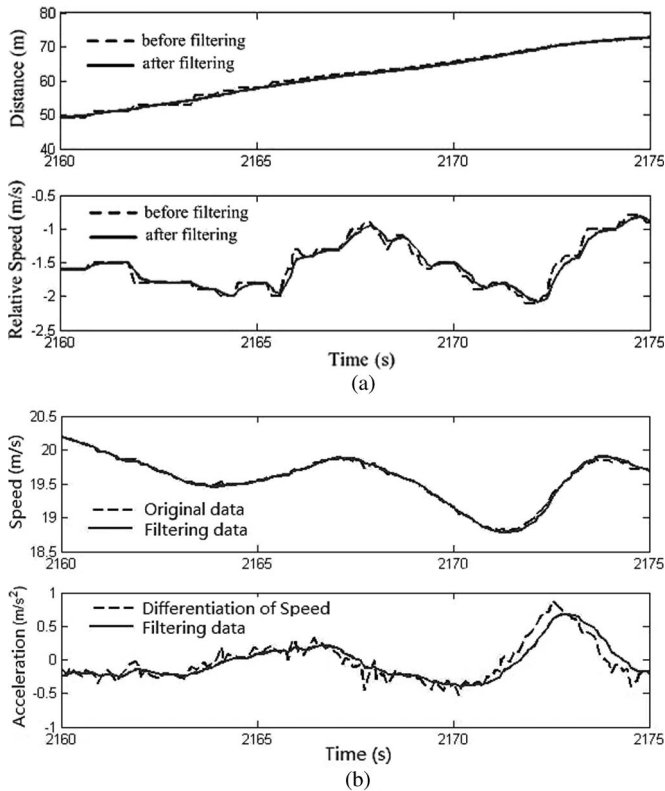 80
70
60
50
40
Distance (m)
before filtering
after filtering
2160
2165
2170
2175
-0.5
-1
-1.5
-2
-2.5
Relative Speed (m/s)
before filtering
after filtering
2160
2165
2170
2175
Time (s)
(a)
20.5
20
19.5
19
18.5
Speed (m/s)
Original data
Filtering data
2160
2165
2170
2175
1
0.5
0
-0.5
-1
Acceleration (m/s²)
Differentiation of Speed
Filtering data
2160
2165
2170
2175
Time (s)
(b)